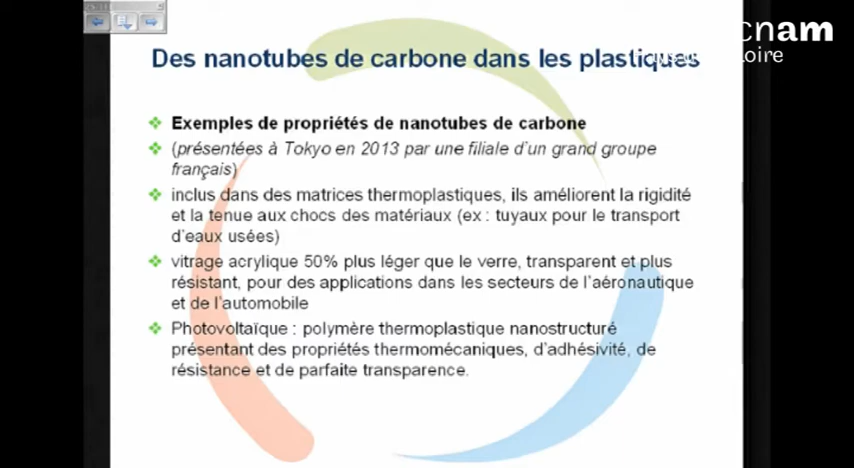 cnam
Loire
Des nanotubes de carbone dans les plastiques
Exemples de propriétés de nanotubes de carbone
(présentées à Tokyo en 2013 par une filiale d'un grand groupe
français)
inclus dans des matrices thermoplastiques, ils améliorent la rigidité
et la tenue aux chocs des matériaux (ex : tuyaux pour le transport
d'eaux usées)
vitrage acrylique 50% plus léger que le verre, transparent et plus
résistant, pour des applications dans les secteurs de l'aéronautique
et de l'automobile
Photovoltaïque : polymère thermoplastique nanostructuré
présentant des propriétés thermomécaniques, d'adhésivité, de
résistance et de parfaite transparence.